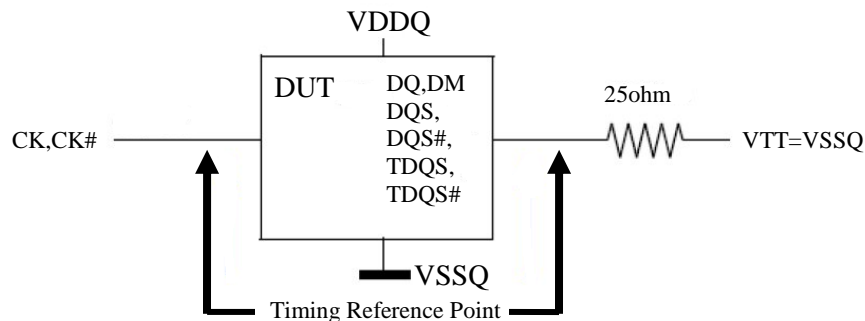 VDDQ
DUT
DQ,DM
DQS,
DQS#,
TDQS,
TDQS#
25ohm
CK,CK#
VTT=VSSQ
VSSQ
Timing Reference Point